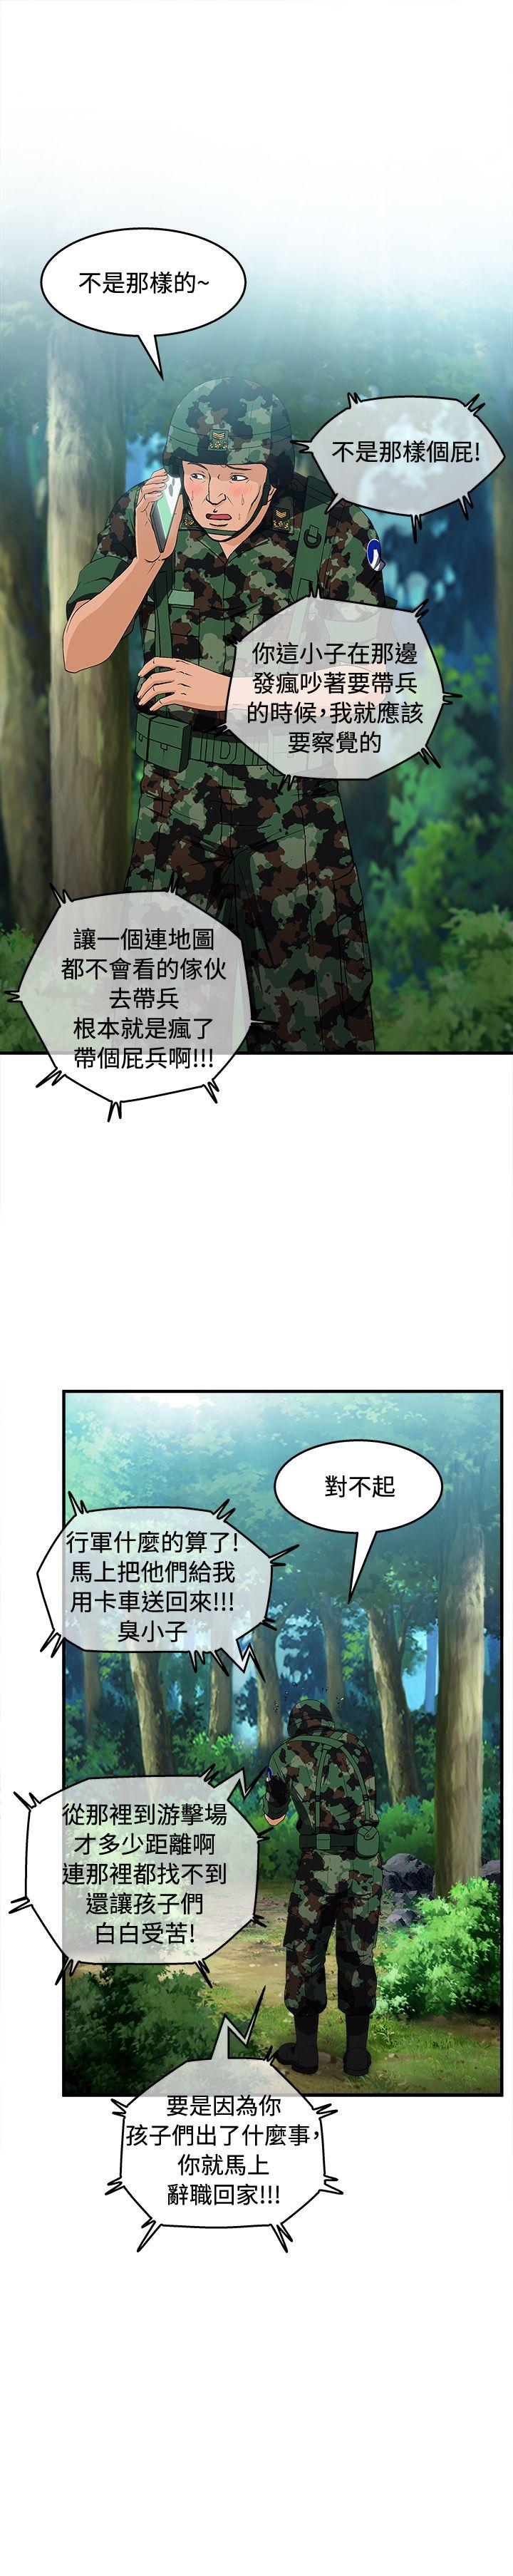 不是那樣的~
不是那樣個屁!
你這小子在那邊
發瘋吵著要帶兵
的時候,我就應該
要察覺的
讓一個連地圖
都不會看的傢伙
去帶兵
根本就是瘋了
帶個屁兵啊!!!
對不起
行軍什麼的算了!
馬上把他們給我
用卡車送回來!!!
臭小子
從那裡到游擊場
才多少距離啊
連那裡都找不到
還讓孩子們
白白受苦!
要是因為你
孩子們出了什麼事,
你就馬上
辭職回家!!!